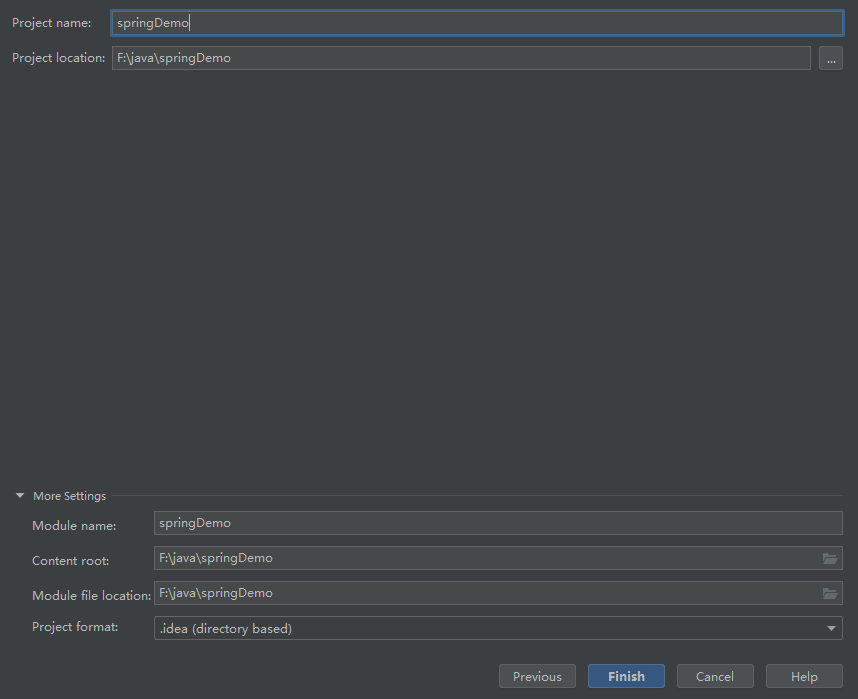 Project name: springDemo
Project location: F:\java\springDemo ...
More Settings
Module name: springDemo
Content root: F:\java\springDemo
Module file location: F:\java\springDemo
Project format: .idea (directory based)
Previous Finish Cancel Help